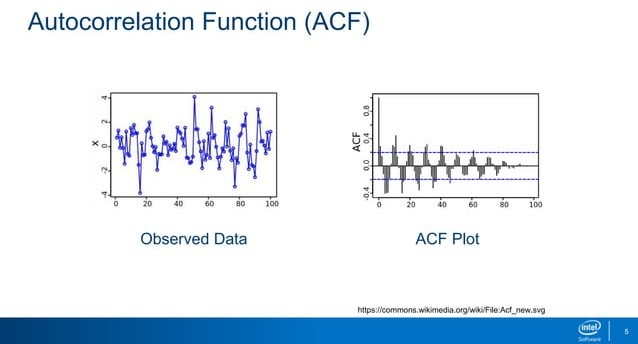 Autocorrelation Function (ACF)
4
2
0
-2
-4
X
0 20 40 60 80 100
Observed Data
0.8
0.4
0.0
-0.4
ACF
0 20 40 60 80 100
ACF Plot
https://commons.wikimedia.org/wiki/File:Acf_new.svg
intel
Software
5